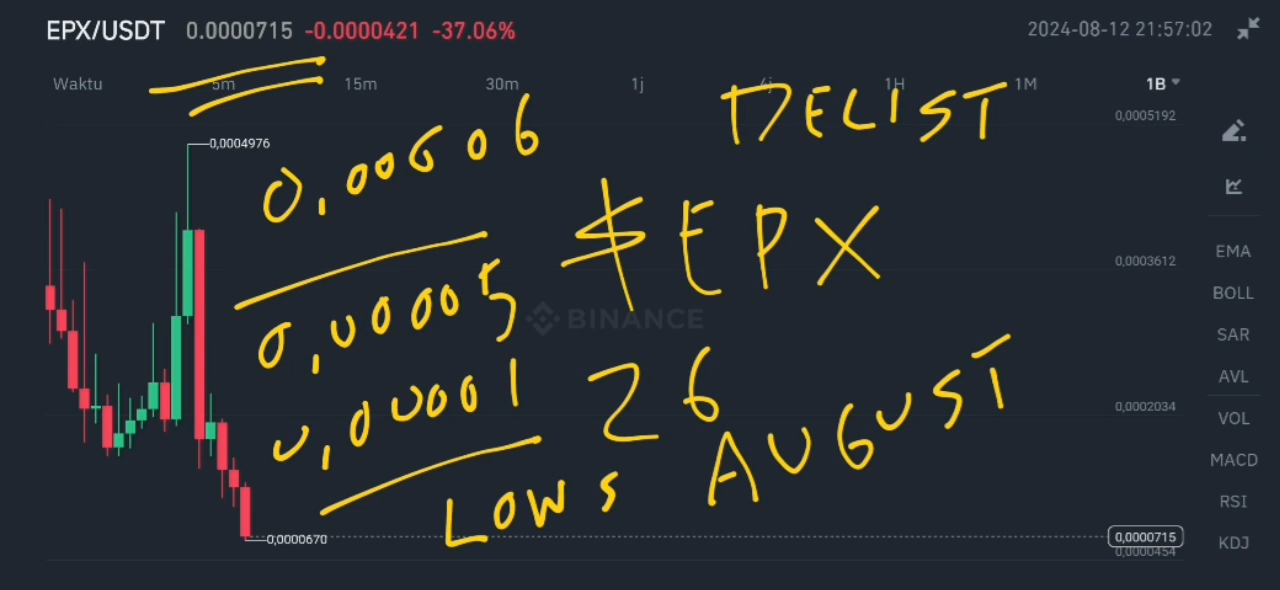 EPX/USDT 0.0000715 -0.0000421 -37.06% 2024-08-12 21:57:02
Waktu 5m 15m 30m 1j 4j 1H 1M 1B
DELIST
0,0005192
0,0004976
0,00606
$EPX
EMA
0,0003612
BOLL
0,00005
BINANCE
SAR
AVL
0,00001
26
AUGUST
0,0002034
VOL
MACD
LOWS
RSI
0,0000670
0,0000715
KDJ
0,0000454